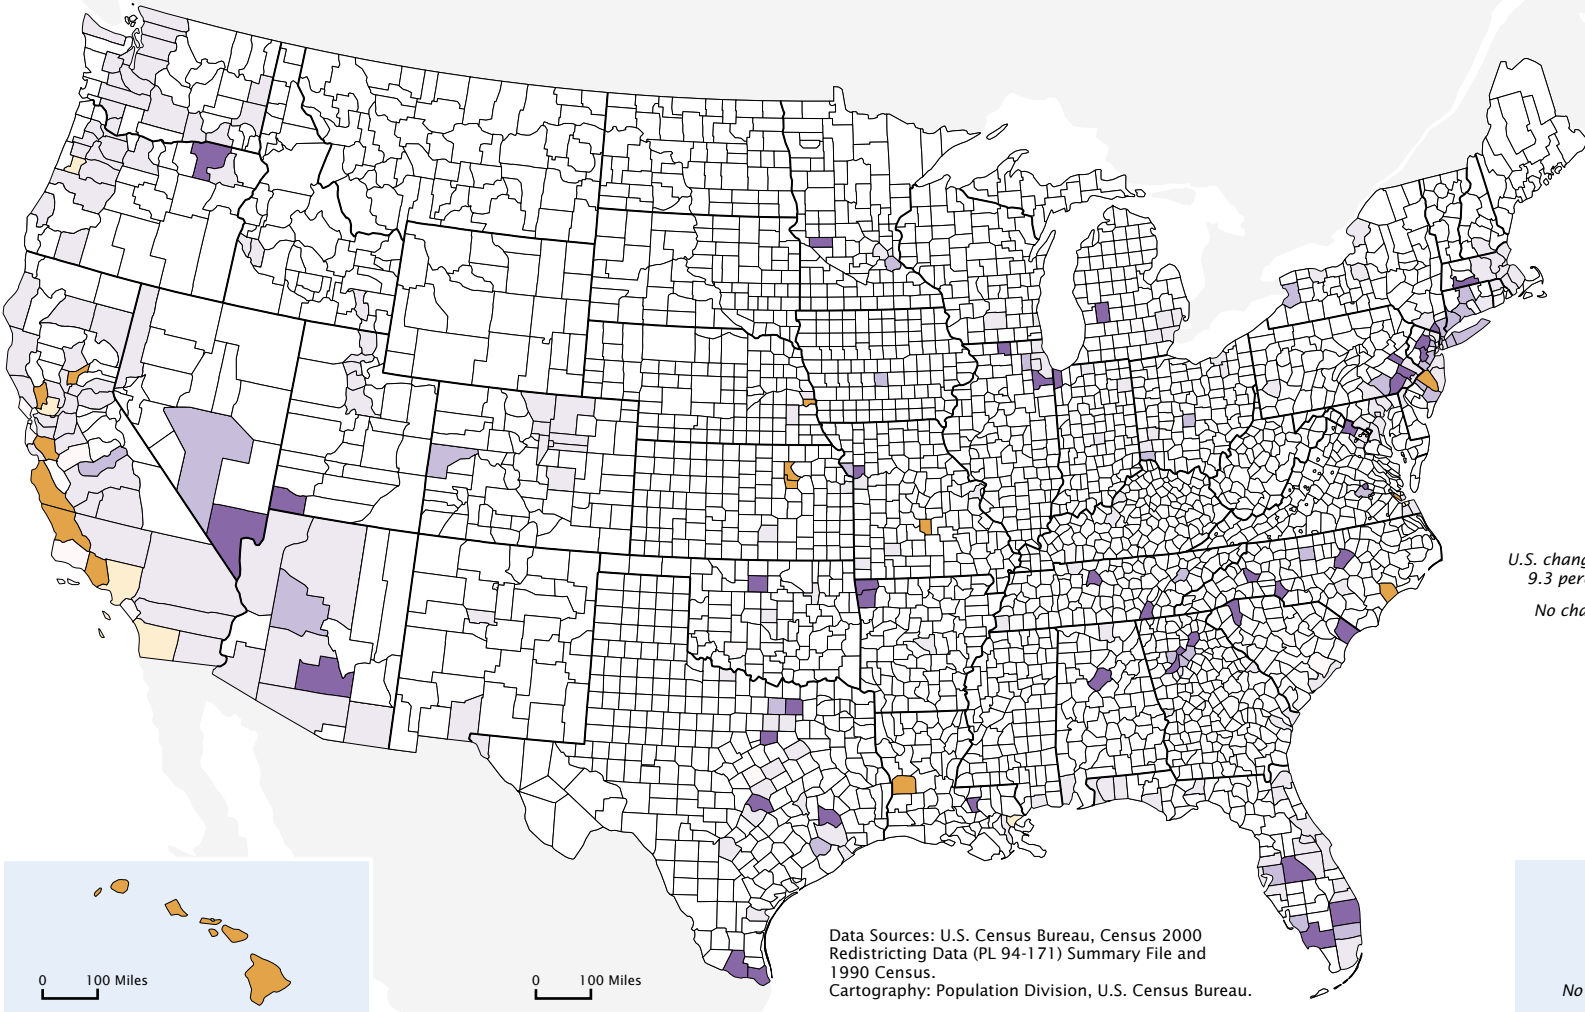 U.S. chang
9.3 per
No cha
Data Sources: U.S. Census Bureau, Census 2000
Redistricting Data (PL 94-171) Summary File and
1990 Census.
Cartography: Population Division, U.S. Census Bureau.
0 100 Miles
0 100 Miles
No